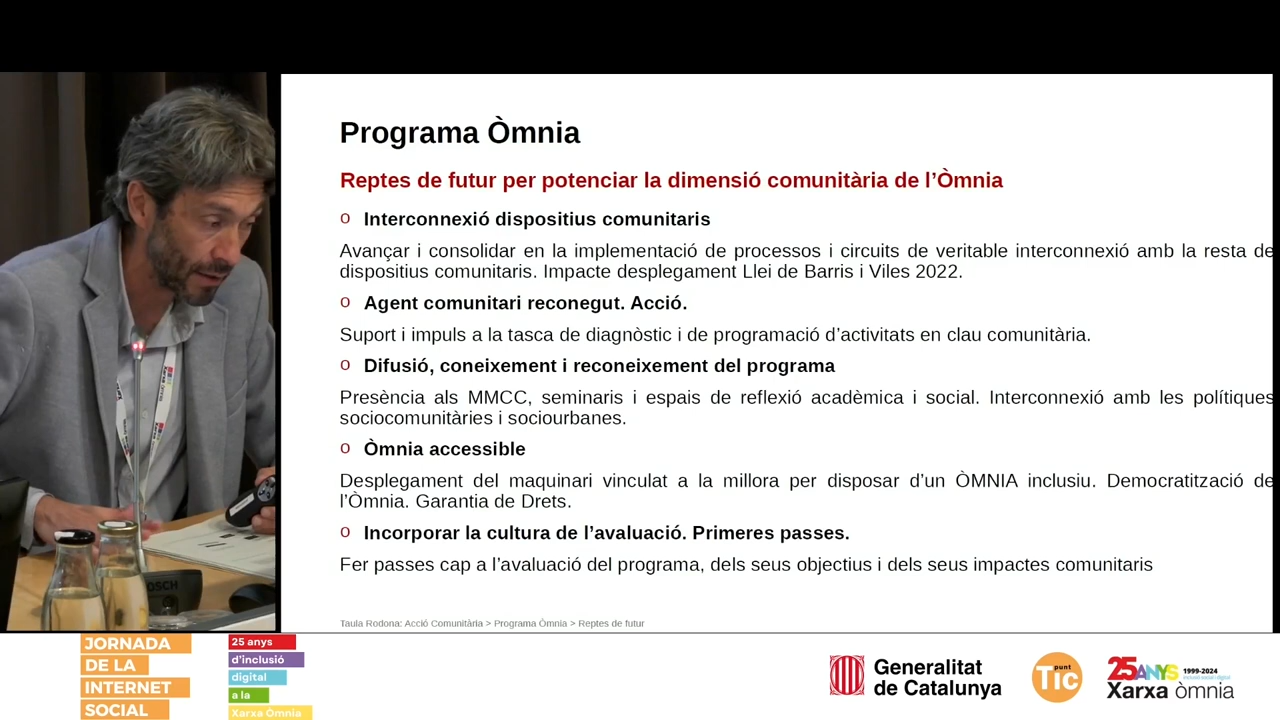 Programa Òmnia
Reptes de futur per potenciar la dimensió comunitària de l'Òmnia
o Interconnexió dispositius comunitaris
Avançar i consolidar en la implementació de processos i circuits de veritable interconnexió amb la resta de
dispositius comunitaris. Impacte desplegament Llei de Barris i Viles 2022.
o Agent comunitari reconegut. Acció.
Suport i impuls a la tasca de diagnòstic i de programació d'activitats en clau comunitària.
o Difusió, coneixement i reconeixement del programa
Presència als MMCC, seminaris i espais de reflexió acadèmica i social. Interconnexió amb les polítiques
sociocomunitàries i sociourbanes.
o Òmnia accessible
Desplegament del maquinari vinculat a la millora per disposar d'un ÒMNIA inclusiu. Democratització de
l'Òmnia. Garantia de Drets.
o Incorporar la cultura de l'avaluació. Primeres passes.
Fer passes cap a l'avaluació del programa, dels seus objectius i dels seus impactes comunitaris
Taula Rodona: Acció Comunitària > Programa Òmnia > Reptes de futur
JORNADA
DE LA
INTERNET
SOCIAL
25 anys
d'inclusió
digital
a la
Xarxa Òmnia
Generalitat
de Catalunya
punt
Tic
25ANYS 1999-2024
inclusió social i digital
Xarxa òmnia